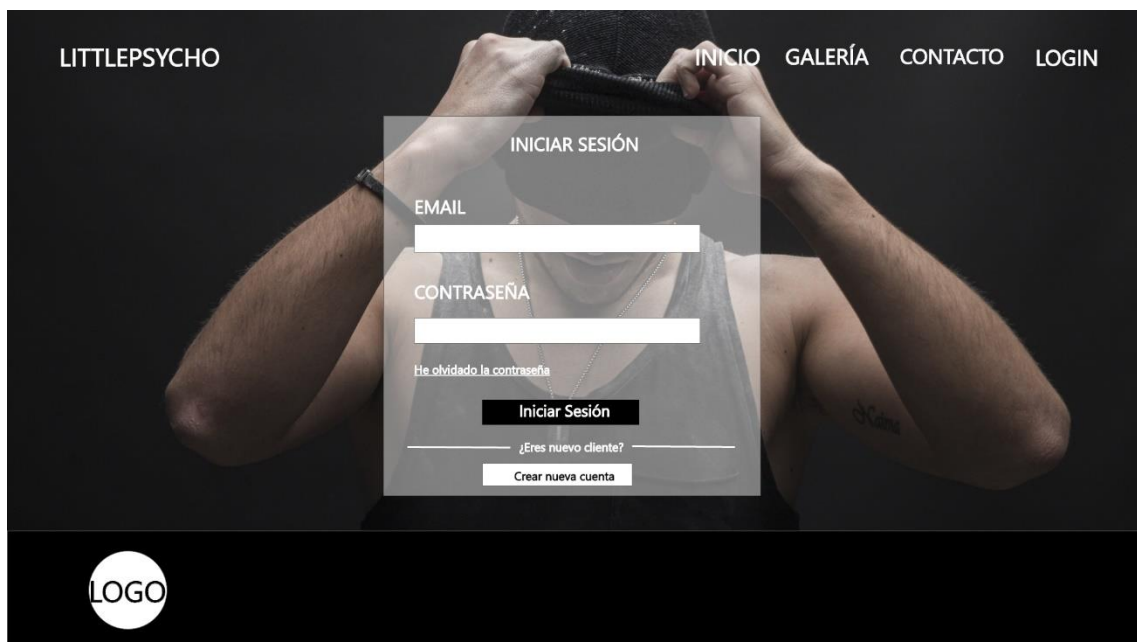 LITTLEPSYCHO INICIO GALERÍA CONTACTO LOGIN
INICIAR SESIÓN
EMAIL
CONTRASEÑA
He olvidado la contraseña
Iniciar Sesión
¿Eres nuevo cliente?
Crear nueva cuenta
LOGO